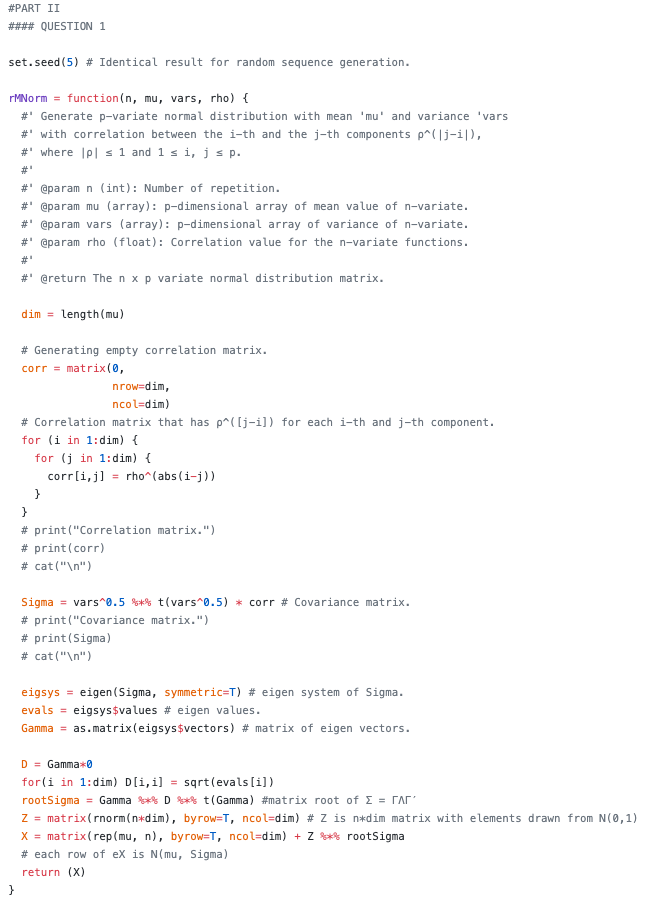 #PART II
#### QUESTION 1
set.seed(5) # Identical result for random sequence generation.
rMNorm = function(n, mu, vars, rho) {
  #' Generate p-variate normal distribution with mean 'mu' and variance 'vars
  #' with correlation between the i-th and the j-th components ρ^(|j-i|),
  #' where |ρ| ≤ 1 and 1 ≤ i, j ≤ p.
  #'
  #' @param n (int): Number of repetition.
  #' @param mu (array): p-dimensional array of mean value of n-variate.
  #' @param vars (array): p-dimensional array of variance of n-variate.
  #' @param rho (float): Correlation value for the n-variate functions.
  #'
  #' @return The n x p variate normal distribution matrix.
  dim = length(mu)
  # Generating empty correlation matrix.
  corr = matrix(0,
                nrow=dim,
                ncol=dim)
  # Correlation matrix that has ρ^([j-i]) for each i-th and j-th component.
  for (i in 1:dim) {
    for (j in 1:dim) {
      corr[i,j] = rho^(abs(i-j))
    }
  }
  # print("Correlation matrix.")
  # print(corr)
  # cat("\n")
  Sigma = vars^0.5 %*% t(vars^0.5) * corr # Covariance matrix.
  # print("Covariance matrix.")
  # print(Sigma)
  # cat("\n")
  eigsys = eigen(Sigma, symmetric=T) # eigen system of Sigma.
  evals = eigsys$values # eigen values.
  Gamma = as.matrix(eigsys$vectors) # matrix of eigen vectors.
  D = Gamma*0
  for(i in 1:dim) D[i,i] = sqrt(evals[i])
  rootSigma = Gamma %*% D %*% t(Gamma) #matrix root of Σ = ΓΛΓ′
  Z = matrix(rnorm(n*dim), byrow=T, ncol=dim) # Z is n*dim matrix with elements drawn from N(0,1)
  X = matrix(rep(mu, n), byrow=T, ncol=dim) + Z %*% rootSigma
  # each row of eX is N(mu, Sigma)
  return (X)
}